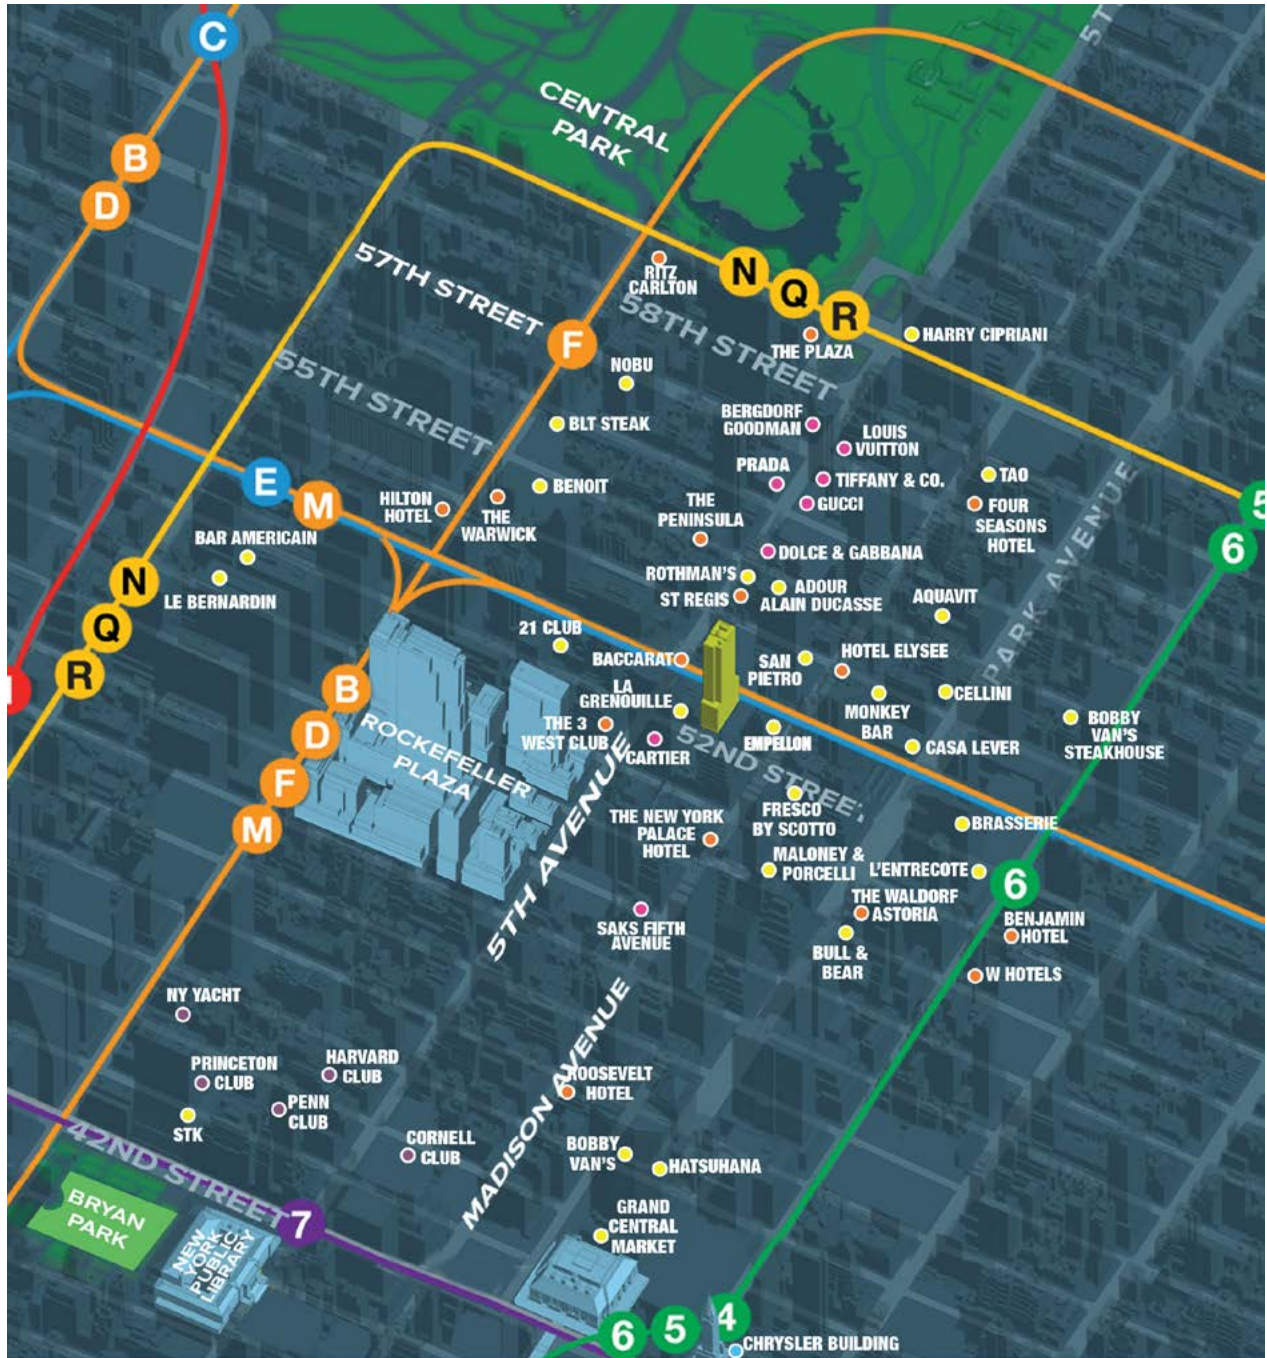 C
5T
B
D
CENTRAL
PARK
57TH STREET
N
Q
R
RITZ
CARLTON
58TH STREET
THE PLAZA
HARRY CIPRIANI
F
55TH STREET
NOBU
BLT STEAK
BERGDORF
GOODMAN
LOUIS
VUITTON
PRADA
TIFFANY & CO.
GUCCI
TAO
FOUR
SEASONS
HOTEL
PARK AVENUE
5
6
E
M
HILTON
HOTEL
THE
WARWICK
BENOIT
THE
PENINSULA
DOLCE & GABBANA
BAR AMERICAIN
LE BERNARDIN
N
Q
R
ROTHMAN'S
ST REGIS
ADOUR
ALAIN DUCASSE
AQUAVIT
21 CLUB
BACCARAT
SAN
PIETRO
HOTEL ELYSEE
LA
GRENOUILLE
THE 3
WEST CLUB
CARTIER
EMPELLON
MONKEY
BAR
CELLINI
CASA LEVER
BOBBY
VAN'S
STEAKHOUSE
B
D
F
M
ROCKEFELLER
PLAZA
52ND STREET
5TH AVENUE
FRESCO
BY SCOTTO
BRASSERIE
THE NEW YORK
PALACE
HOTEL
MALONEY &
PORCELLI
L'ENTRECOTE
6
THE WALDORF
ASTORIA
BENJAMIN
HOTEL
SAKS FIFTH
AVENUE
BULL &
BEAR
W HOTELS
NY YACHT
MADISON AVENUE
PRINCETON
CLUB
HARVARD
CLUB
PENN
CLUB
STK
ROOSEVELT
HOTEL
CORNELL
CLUB
BOBBY
VAN'S
HATSUHANA
42ND STREET
7
BRYAN
PARK
NEW
YORK
PUBLIC
LIBRARY
GRAND
CENTRAL
MARKET
6
5
4
CHRYSLER BUILDING